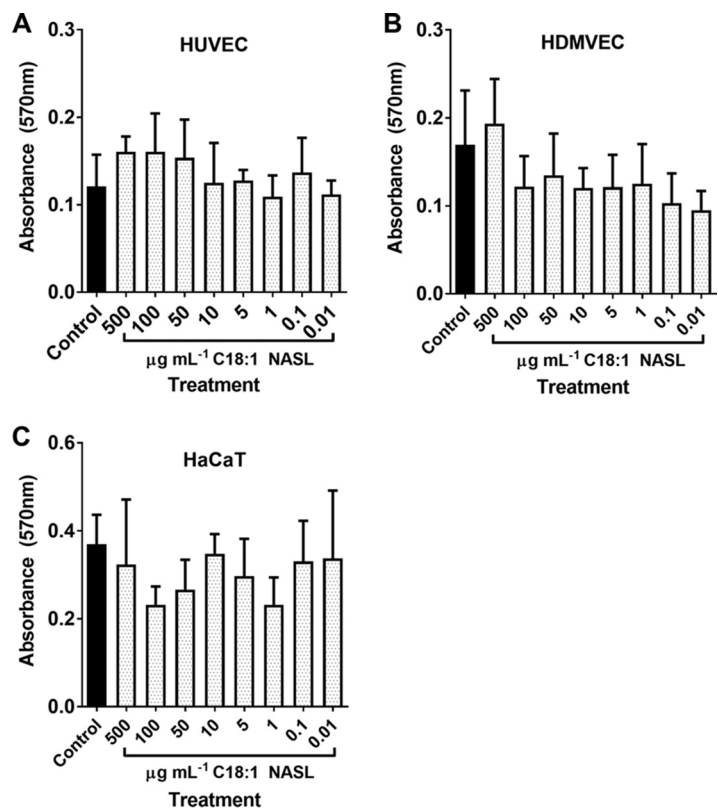 A
HUVEC
Absorbance (570nm)
0.3
0.2
0.1
0.0
Control 500 100 50 10 5 1 0.1 0.01
μg mL⁻¹ C18:1 NASL
Treatment
B
HDMVEC
Absorbance (570nm)
0.3
0.2
0.1
0.0
Control 500 100 50 10 5 1 0.1 0.01
μg mL⁻¹ C18:1 NASL
Treatment
C
HaCaT
Absorbance (570nm)
0.6
0.4
0.2
0.0
Control 500 100 50 10 5 1 0.1 0.01
μg mL⁻¹ C18:1 NASL
Treatment